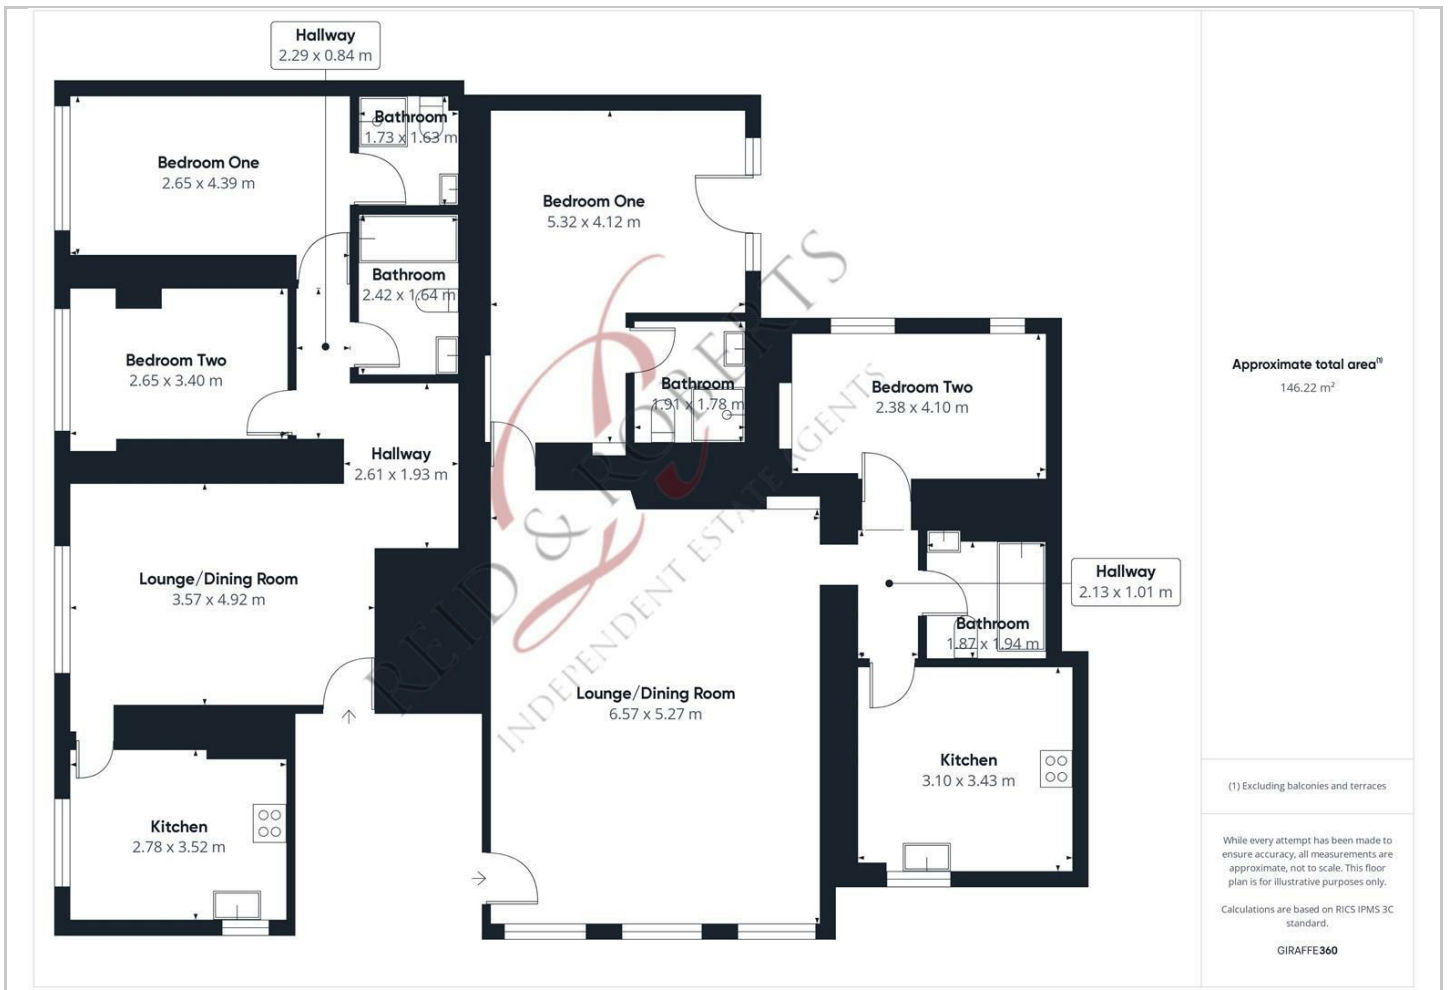 Hallway
2.29 x 0.84 m
Bathroom
1.73 x 1.63 m
Bedroom One
2.65 x 4.39 m
Bedroom One
5.32 x 4.12 m
Bathroom
2.42 x 1.64 m
Bedroom Two
2.65 x 3.40 m
Bathroom
1.91 x 1.78 m
Bedroom Two
2.38 x 4.10 m
Hallway
2.61 x 1.93 m
Lounge/Dining Room
3.57 x 4.92 m
Hallway
2.13 x 1.01 m
Bathroom
1.87 x 1.94 m
Lounge/Dining Room
6.57 x 5.27 m
Kitchen
3.10 x 3.43 m
Kitchen
2.78 x 3.52 m
REID & ROBERTS
INDEPENDENT ESTATE AGENTS
Approximate total area(1)
146.22 m²
(1) Excluding balconies and terraces
While every attempt has been made to
ensure accuracy, all measurements are
approximate, not to scale. This floor
plan is for illustrative purposes only.
Calculations are based on RICS IPMS 3C
standard.
GIRAFFE360